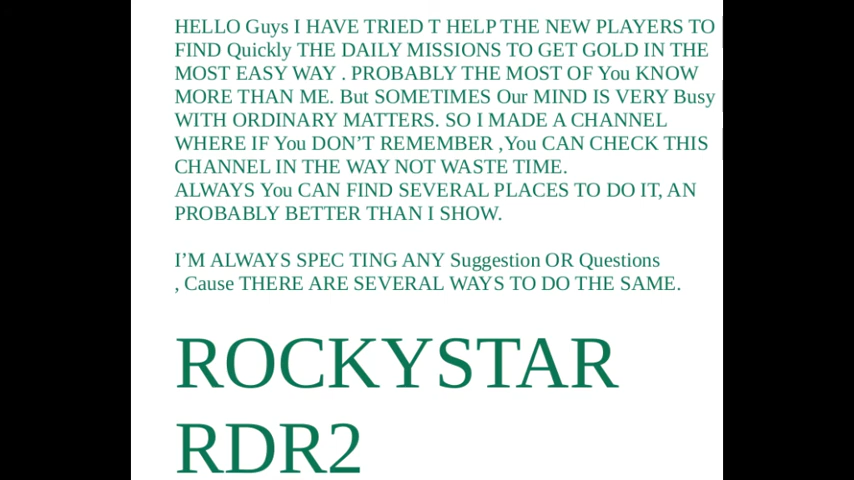 HELLO Guys I HAVE TRIED T HELP THE NEW PLAYERS TO
FIND Quickly THE DAILY MISSIONS TO GET GOLD IN THE
MOST EASY WAY . PROBABLY THE MOST OF You KNOW
MORE THAN ME. But SOMETIMES Our MIND IS VERY Busy
WITH ORDINARY MATTERS. SO I MADE A CHANNEL
WHERE IF You DON’T REMEMBER ,You CAN CHECK THIS
CHANNEL IN THE WAY NOT WASTE TIME.
ALWAYS You CAN FIND SEVERAL PLACES TO DO IT, AN
PROBABLY BETTER THAN I SHOW.
I’M ALWAYS SPEC TING ANY Suggestion OR Questions
, Cause THERE ARE SEVERAL WAYS TO DO THE SAME.
ROCKYSTAR
RDR2